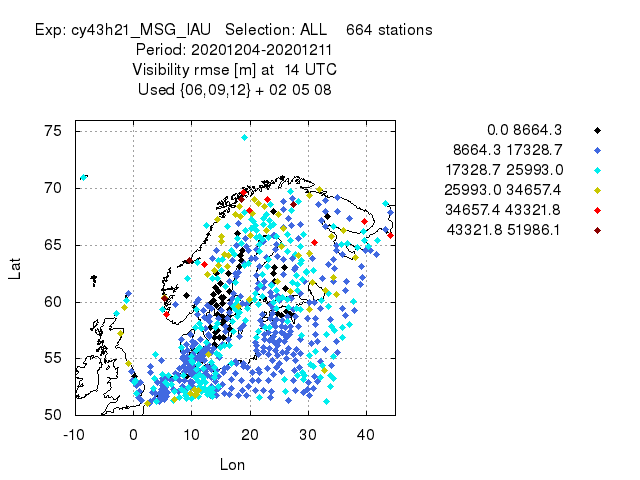 Exp: cy43h21_MSG_IAU Selection: ALL 664 stations
Period: 20201204-20201211
Visibility rmse [m] at 14 UTC
Used {06,09,12} + 02 05 08
0.0 8664.3
8664.3 17328.7
17328.7 25993.0
25993.0 34657.4
34657.4 43321.8
43321.8 51986.1
75
70
65
60
55
50
Lat
-10 0 10 20 30 40
Lon